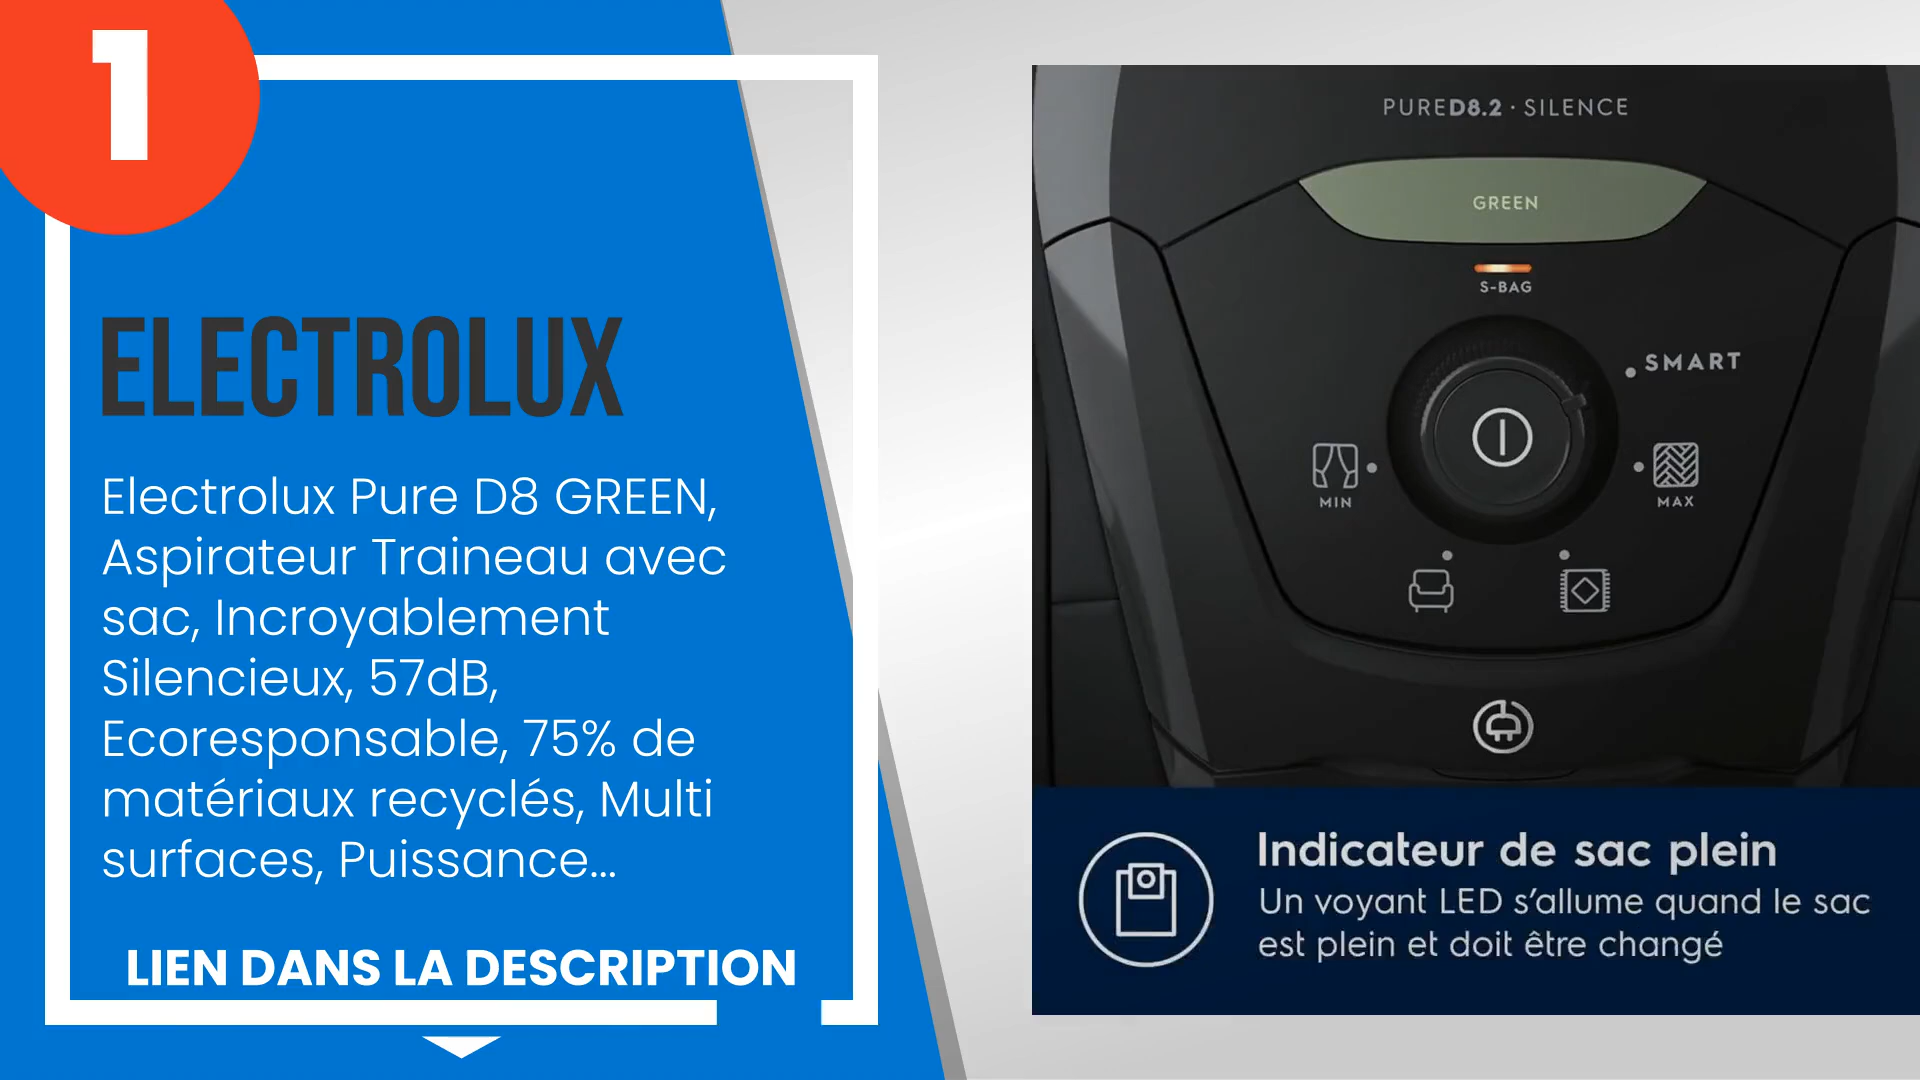 1
ELECTROLUX
Electrolux Pure D8 GREEN,
Aspirateur Traineau avec
sac, Incroyablement
Silencieux, 57dB,
Ecoresponsable, 75% de
matériaux recyclés, Multi
surfaces, Puissance...
LIEN DANS LA DESCRIPTION
PURED8.2 · SILENCE
GREEN
S-BAG
SMART
MIN
MAX
Indicateur de sac plein
Un voyant LED s’allume quand le sac
est plein et doit être changé